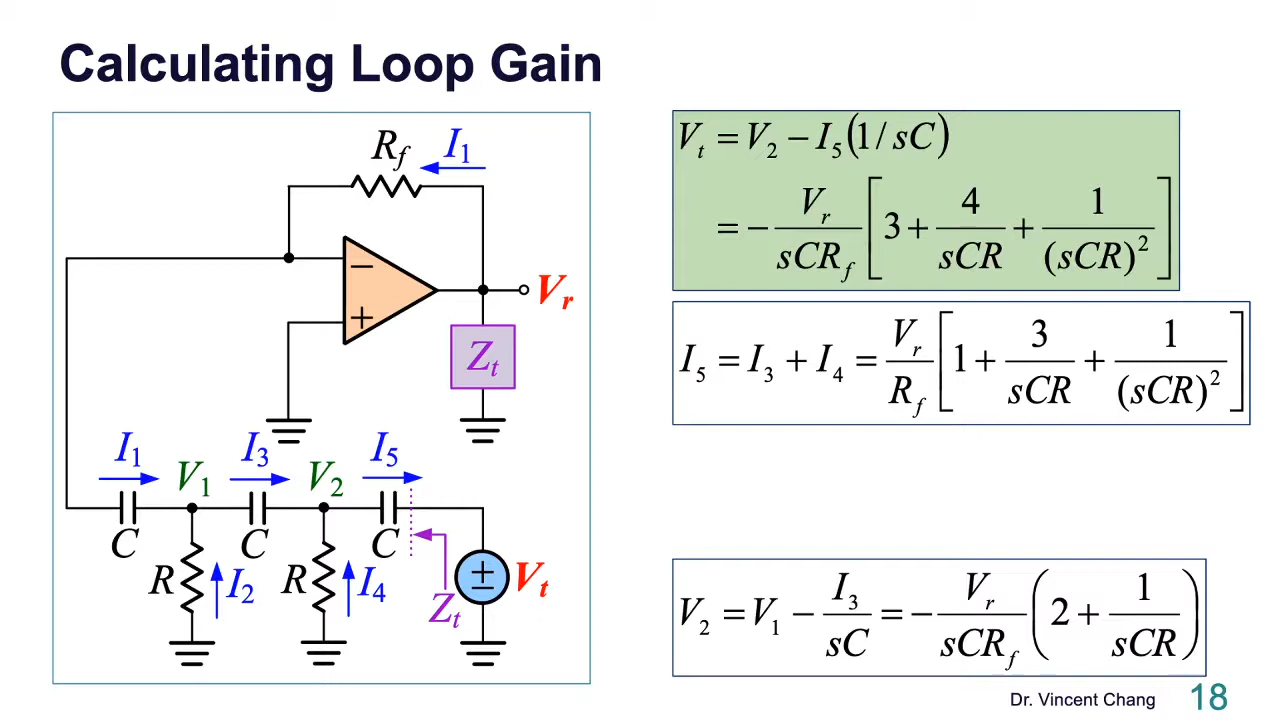 Calculating Loop Gain
R_f I_1
−
+
V_r
Z_t
I_1 V_1 I_3 V_2 I_5
C C C
R I_2 R I_4 Z_t V_t
V_t = V_2 − I_5(1 / sC)
= − V_r / sCR_f [3 + 4 / sCR + 1 / (sCR)^2]
I_5 = I_3 + I_4 = V_r / R_f [1 + 3 / sCR + 1 / (sCR)^2]
V_2 = V_1 − I_3 / sC = − V_r / sCR_f (2 + 1 / sCR)
Dr. Vincent Chang 18